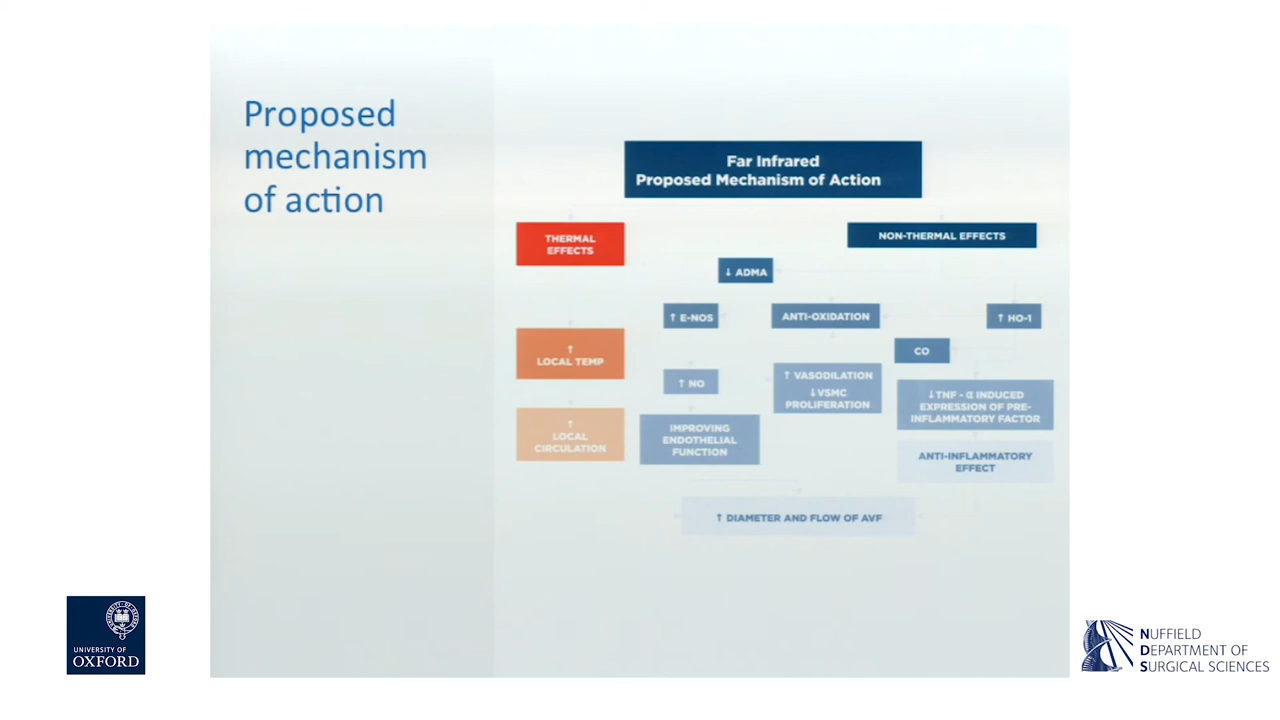 Proposed
mechanism
of action
Far Infrared
Proposed Mechanism of Action
THERMAL
EFFECTS
NON-THERMAL EFFECTS
↓ ADMA
↑ E-NOS
ANTI-OXIDATION
↑ HO-1
↑
LOCAL TEMP
CO
↑ NO
↑ VASODILATION
↓VSMC
PROLIFERATION
↓TNF - α INDUCED
EXPRESSION OF PRE-
INFLAMMATORY FACTOR
↑
LOCAL
CIRCULATION
IMPROVING
ENDOTHELIAL
FUNCTION
ANTI-INFLAMMATORY
EFFECT
↑ DIAMETER AND FLOW OF AVF
UNIVERSITY OF
OXFORD
NUFFIELD
DEPARTMENT OF
SURGICAL SCIENCES